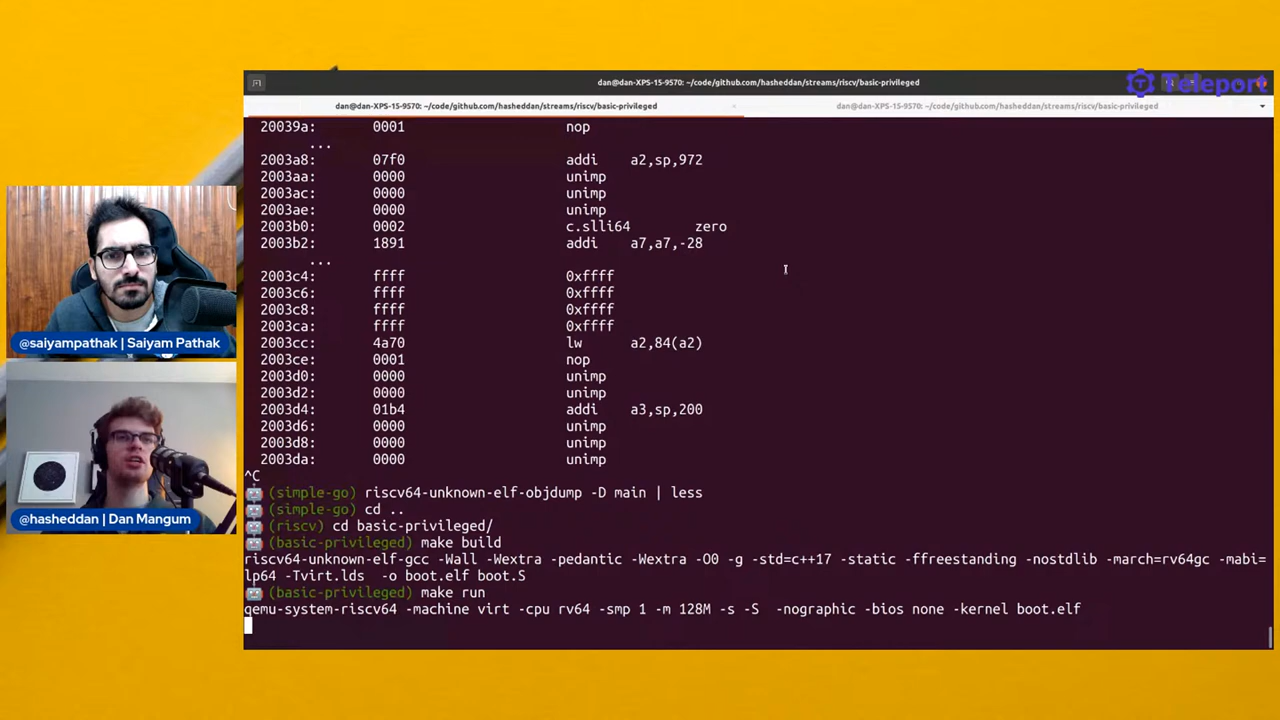 dan@dan-XPS-15-9570: ~/code/github.com/hasheddan/streams/riscv/basic-privileged
Teleport
dan@dan-XPS-15-9570: ~/code/github.com/hasheddan/streams/riscv/basic-privileged
dan@dan-XPS-15-9570: ~/code/github.com/hasheddan/streams/riscv/basic-privileged
20039a: 0001 nop
...
2003a8: 07f0 addi a2,sp,972
2003aa: 0000 unimp
2003ac: 0000 unimp
2003ae: 0000 unimp
2003b0: 0002 c.slli64 zero
2003b2: 1891 addi a7,a7,-28
...
2003c4: ffff 0xffff
2003c6: ffff 0xffff
2003c8: ffff 0xffff
2003ca: ffff 0xffff
2003cc: 4a70 lw a2,84(a2)
2003ce: 0001 nop
2003d0: 0000 unimp
2003d2: 0000 unimp
2003d4: 01b4 addi a3,sp,200
2003d6: 0000 unimp
2003d8: 0000 unimp
2003da: 0000 unimp
^C
(simple-go) riscv64-unknown-elf-objdump -D main | less
(simple-go) cd ..
(riscv) cd basic-privileged/
(basic-privileged) make build
riscv64-unknown-elf-gcc -Wall -Wextra -pedantic -Wextra -O0 -g -std=c++17 -static -ffreestanding -nostdlib -march=rv64gc -mabi=
lp64 -Tvirt.lds -o boot.elf boot.S
(basic-privileged) make run
qemu-system-riscv64 -machine virt -cpu rv64 -smp 1 -m 128M -s -S -nographic -bios none -kernel boot.elf
@saiyampathak | Saiyam Pathak
@hasheddan | Dan Mangum